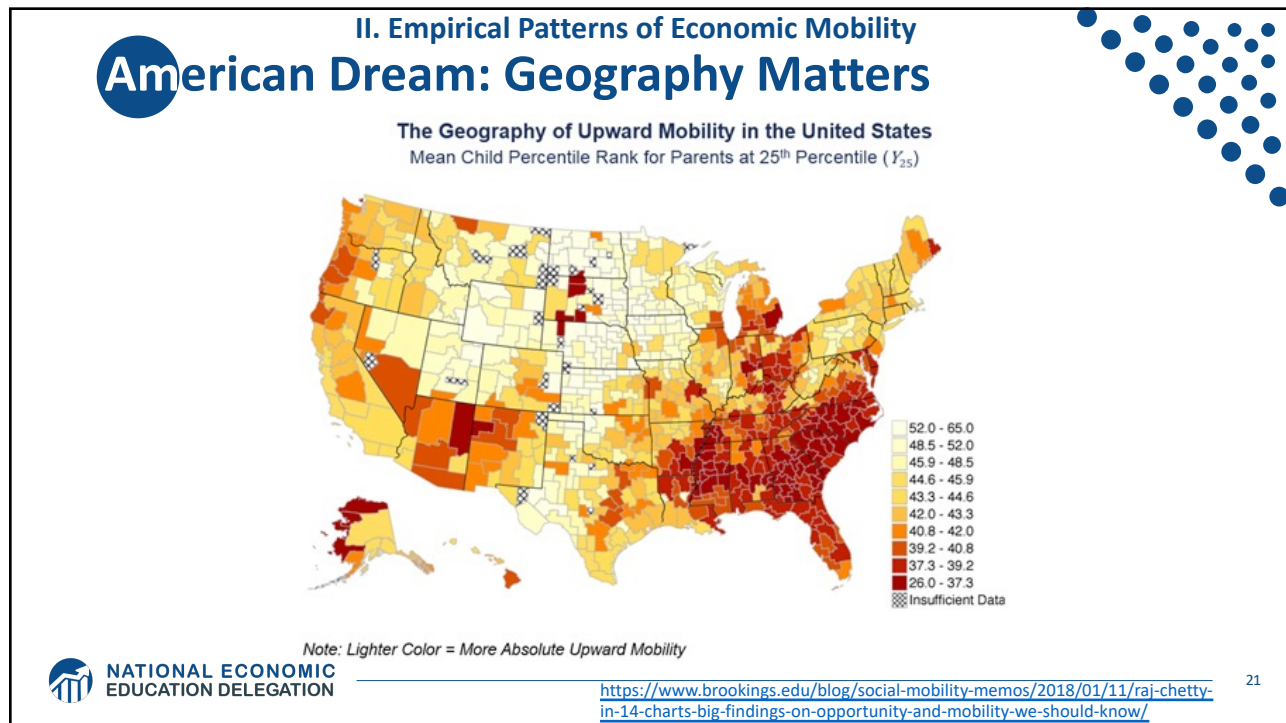 II. Empirical Patterns of Economic Mobility
American Dream: Geography Matters
The Geography of Upward Mobility in the United States
Mean Child Percentile Rank for Parents at 25th Percentile (Y25)
52.0 - 65.0
48.5 - 52.0
45.9 - 48.5
44.6 - 45.9
43.3 - 44.6
42.0 - 43.3
40.8 - 42.0
39.2 - 40.8
37.3 - 39.2
26.0 - 37.3
Insufficient Data
Note: Lighter Color = More Absolute Upward Mobility
NATIONAL ECONOMIC
EDUCATION DELEGATION
https://www.brookings.edu/blog/social-mobility-memos/2018/01/11/raj-chetty-
in-14-charts-big-findings-on-opportunity-and-mobility-we-should-know/
21